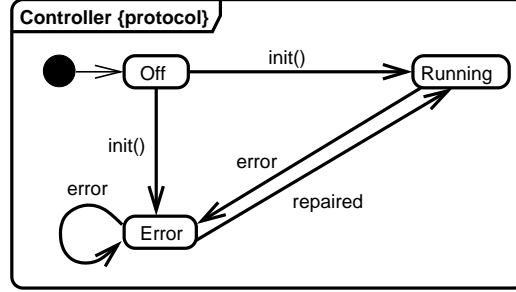 Controller {protocol}
init()
Off
Running
init()
error
error
repaired
Error